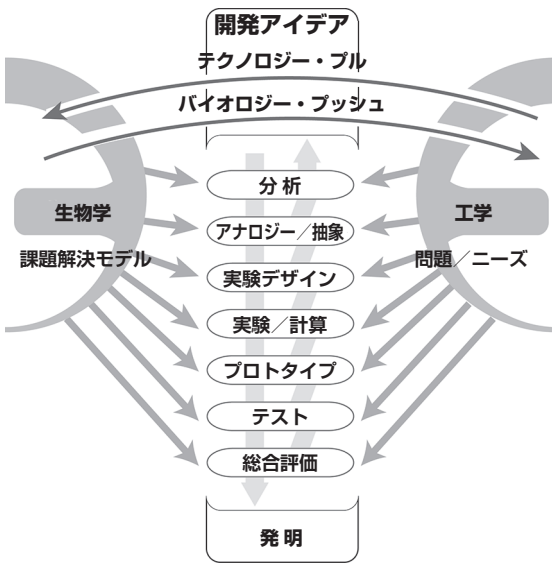 開発アイデア
テクノロジー・プル
バイオロジー・プッシュ
分析
生物学
工学
アナロジー／抽象
課題解決モデル
問題／ニーズ
実験デザイン
実験／計算
プロトタイプ
テスト
総合評価
発明